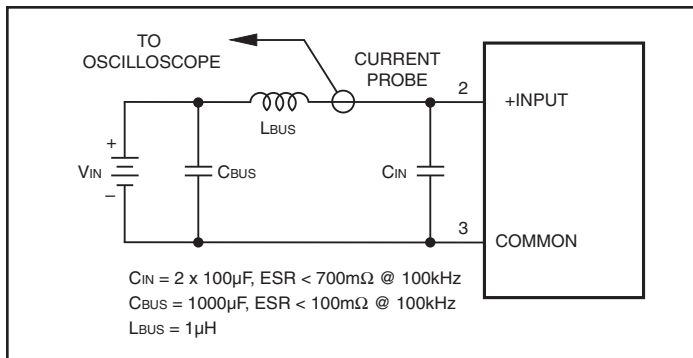 TO
OSCILLOSCOPE
CURRENT
PROBE
2
+INPUT
LBUS
+
VIN
–
CBUS
CIN
3
COMMON
CIN = 2 x 100µF, ESR < 700mΩ @ 100kHz
CBUS = 1000µF, ESR < 100mΩ @ 100kHz
LBUS = 1µH